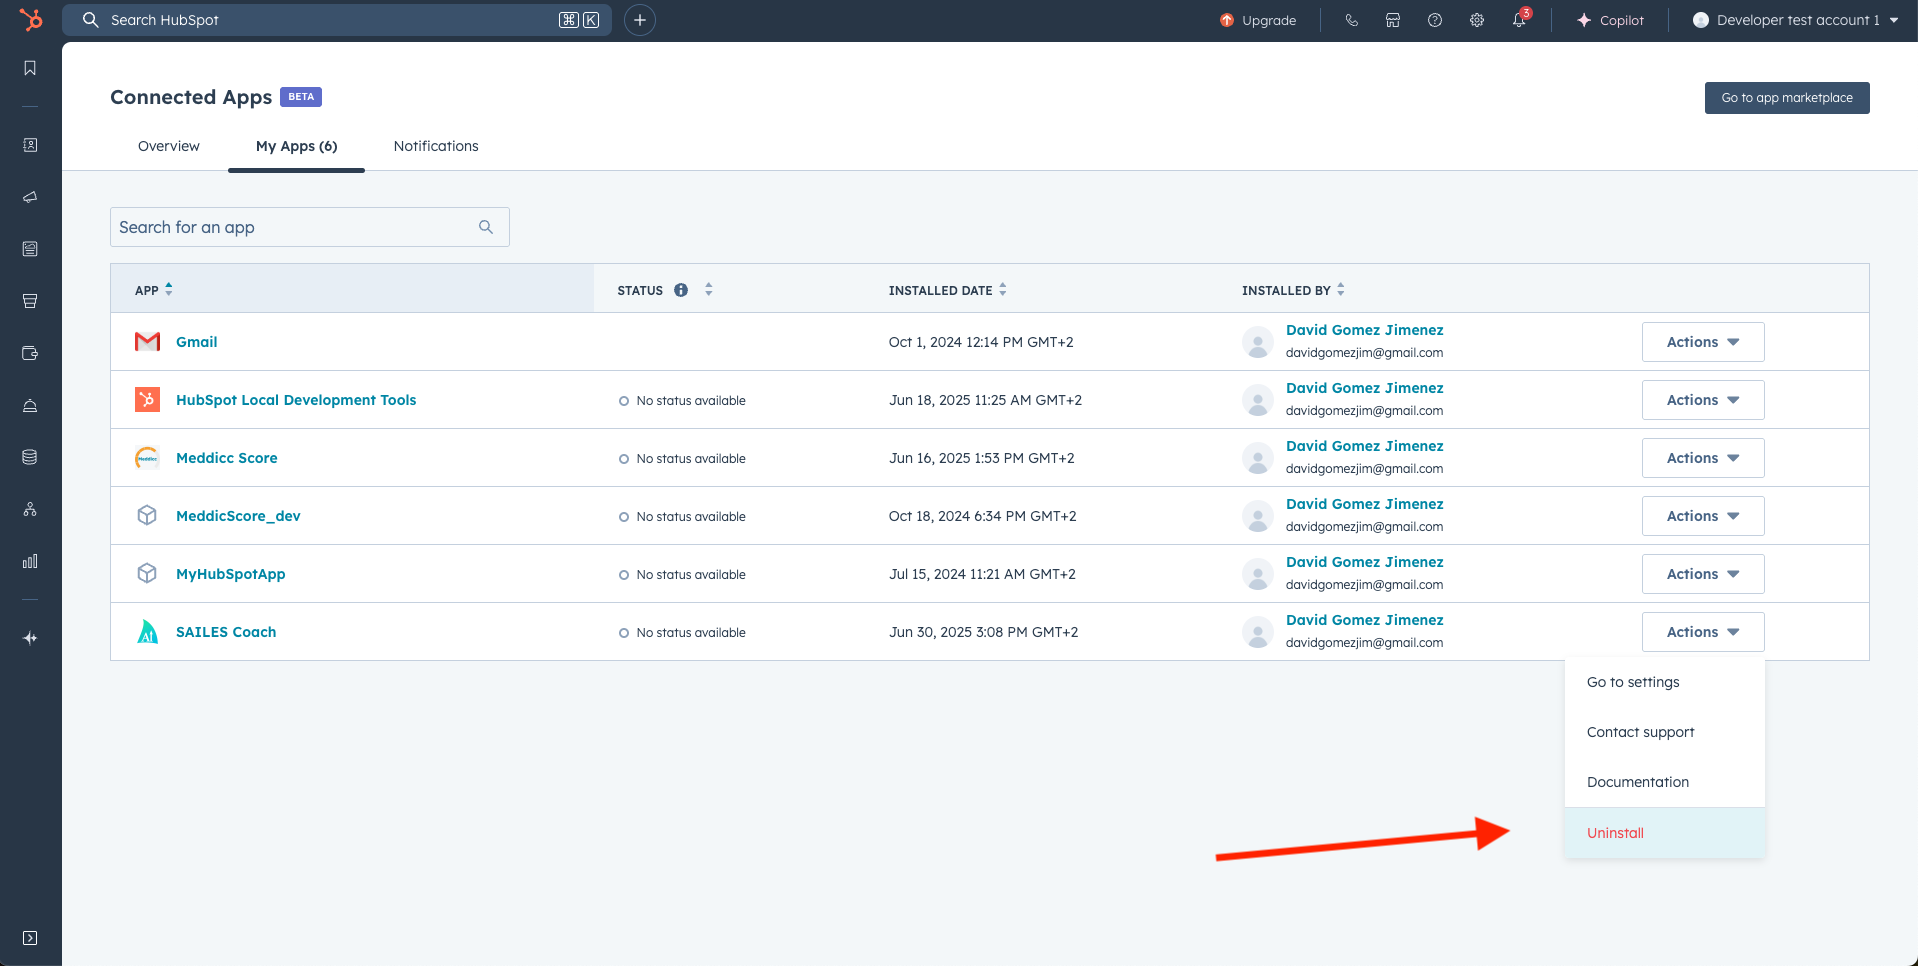 Search HubSpot ⌘ K
Upgrade
3
Copilot
Developer test account 1
Connected Apps BETA
Go to app marketplace
Overview My Apps (6) Notifications
Search for an app
APP STATUS INSTALLED DATE INSTALLED BY
Gmail Oct 1, 2024 12:14 PM GMT+2 David Gomez Jimenez
davidgomezjim@gmail.com
Actions
HubSpot Local Development Tools No status available Jun 18, 2025 11:25 AM GMT+2 David Gomez Jimenez
davidgomezjim@gmail.com
Actions
Meddicc
Meddicc Score No status available Jun 16, 2025 1:53 PM GMT+2 David Gomez Jimenez
davidgomezjim@gmail.com
Actions
MeddicScore_dev No status available Oct 18, 2024 6:34 PM GMT+2 David Gomez Jimenez
davidgomezjim@gmail.com
Actions
MyHubSpotApp No status available Jul 15, 2024 11:21 AM GMT+2 David Gomez Jimenez
davidgomezjim@gmail.com
Actions
AI
SAILES Coach No status available Jun 30, 2025 3:08 PM GMT+2 David Gomez Jimenez
davidgomezjim@gmail.com
Actions
Go to settings
Contact support
Documentation
Uninstall